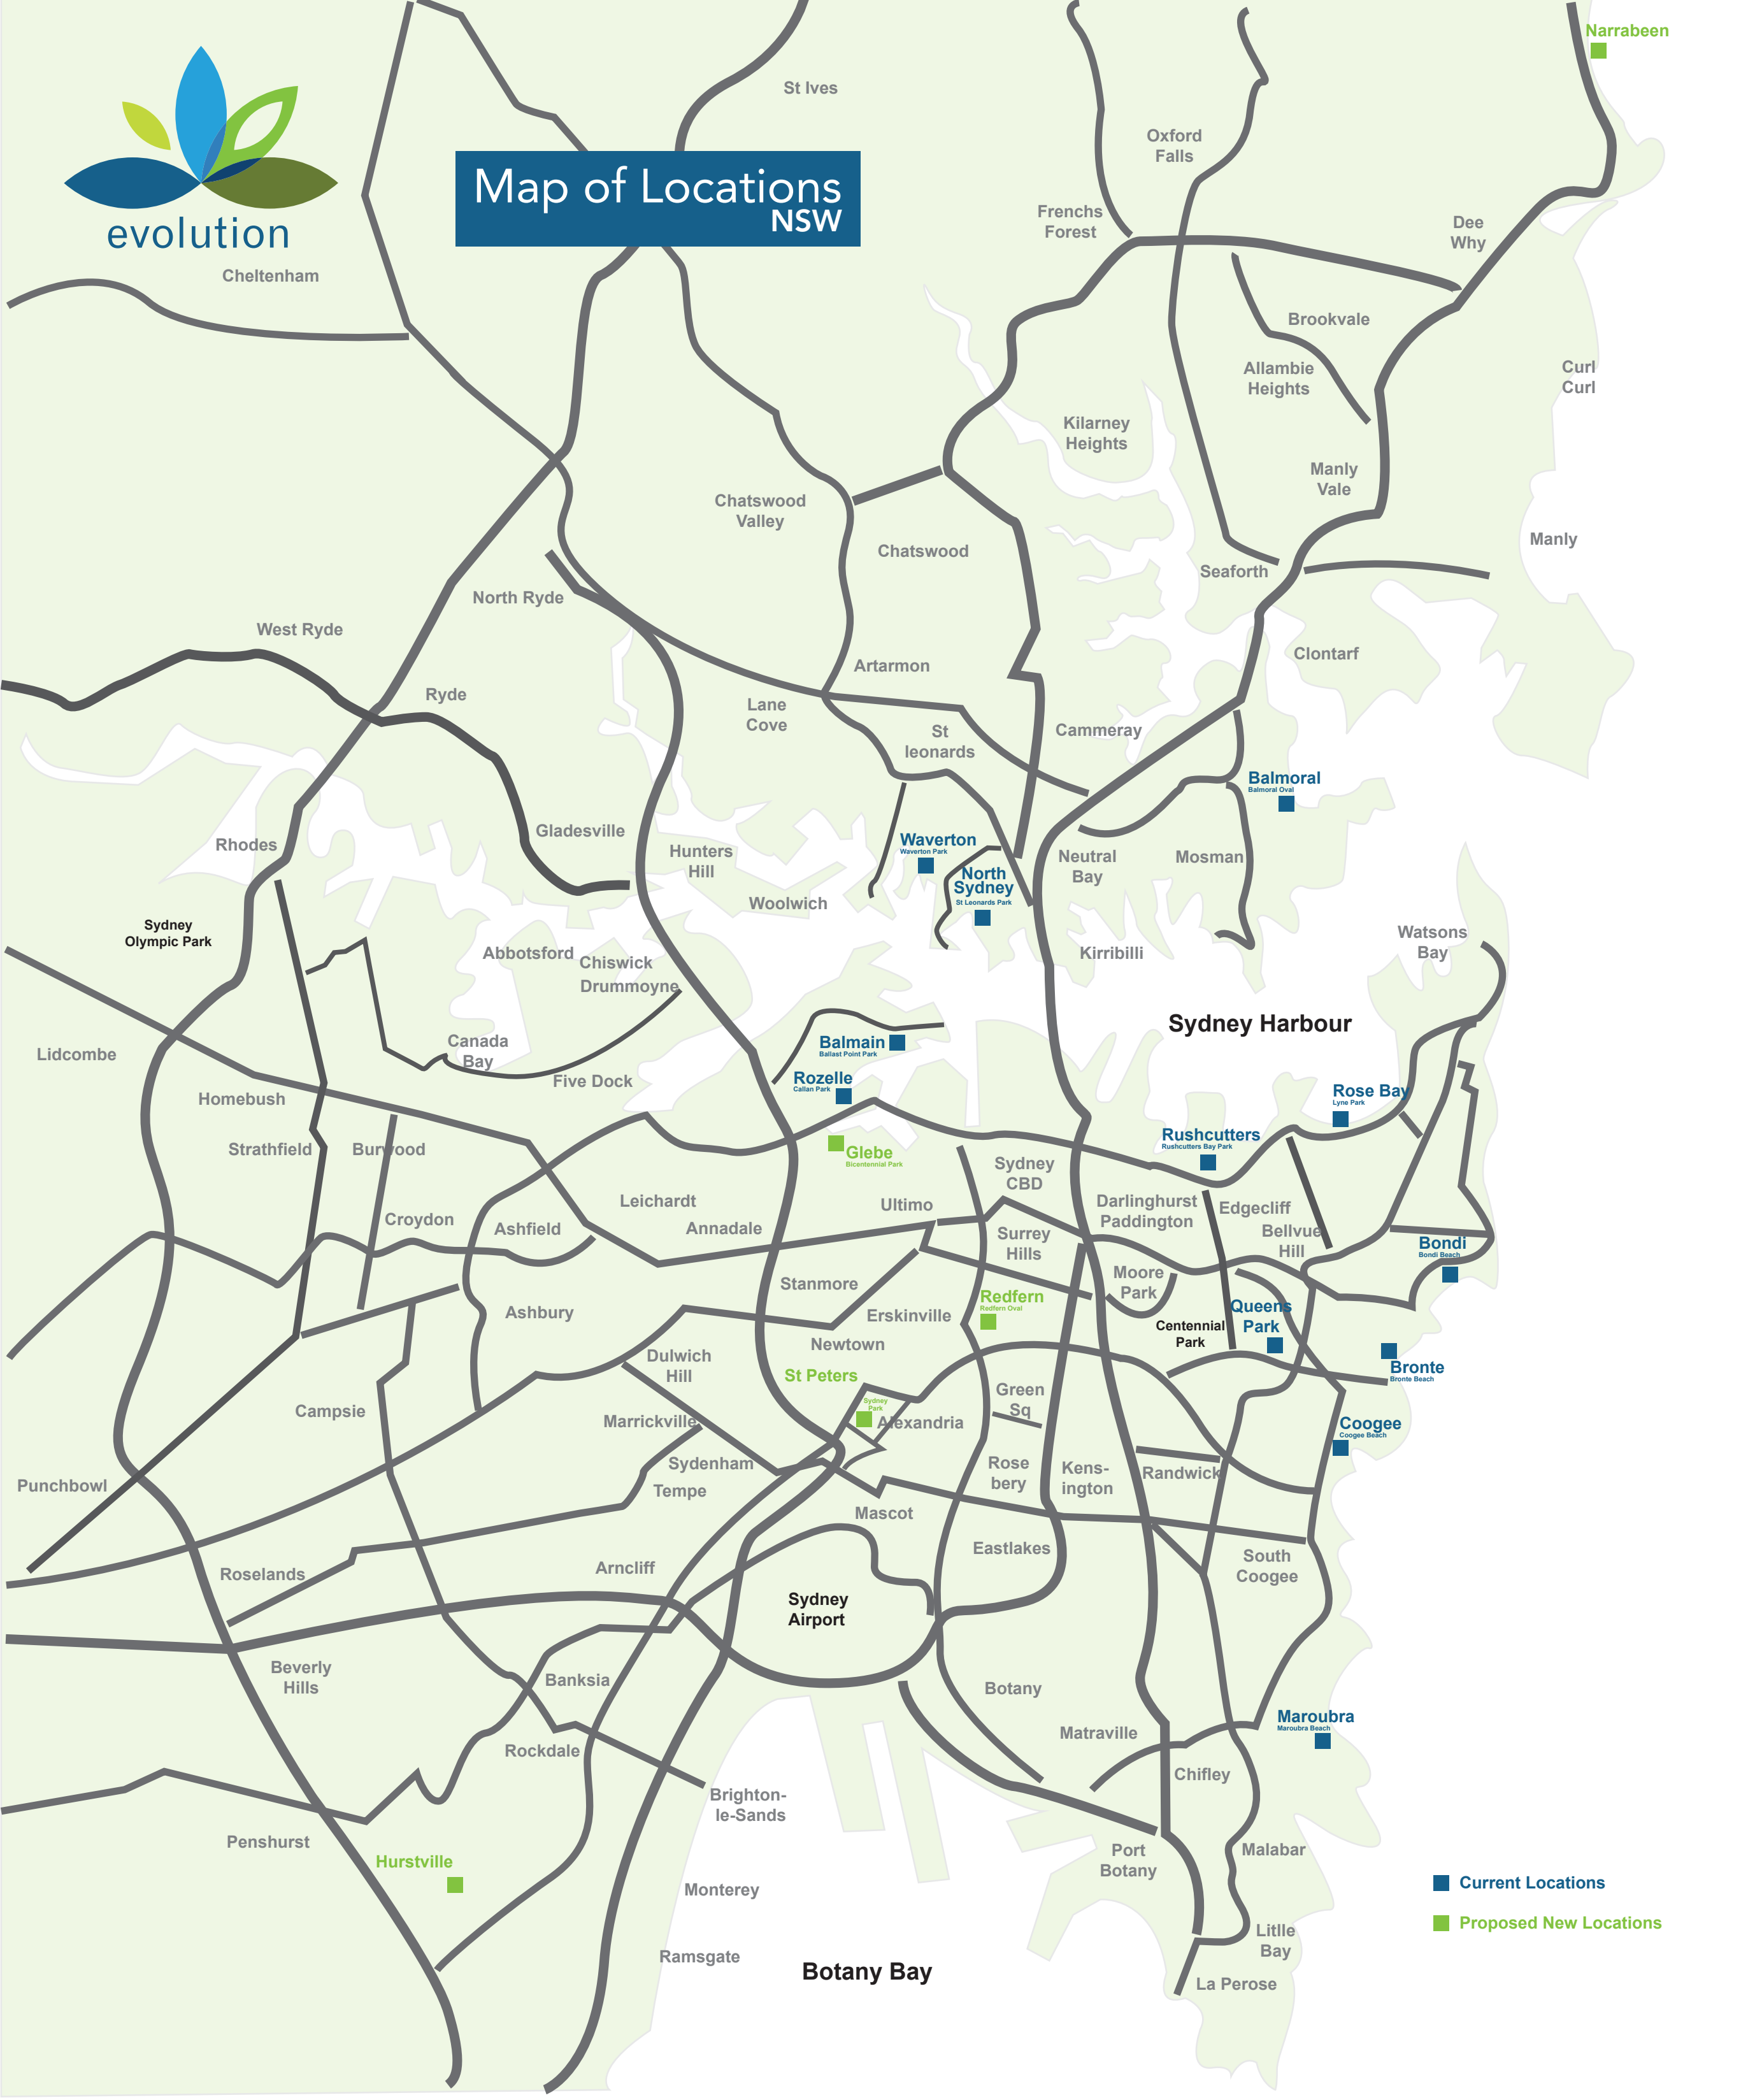 Narrabeen
St Ives
Oxford
Falls
Map of Locations
NSW
evolution
Frenchs
Forest
Dee
Why
Cheltenham
Brookvale
Allambie
Heights
Curl
Curl
Kilarney
Heights
Manly
Vale
Chatswood
Valley
Chatswood
Manly
Seaforth
North Ryde
West Ryde
Clontarf
Artarmon
Ryde
Lane
Cove
St
leonards
Cammeray
Balmoral
Balmoral Oval
Gladesville
Rhodes
Hunters
Hill
Waverton
Waverton Park
Neutral
Bay
Mosman
North
Sydney
St Leonards Park
Woolwich
Sydney
Olympic Park
Watsons
Bay
Abbotsford
Chiswick
Drummoyne
Kirribilli
Sydney Harbour
Lidcombe
Canada
Bay
Balmain
Ballast Point Park
Five Dock
Rozelle
Callan Park
Rose Bay
Lyne Park
Homebush
Strathfield
Burwood
Glebe
Bicentennial Park
Rushcutters
Rushcutters Bay Park
Sydney
CBD
Leichardt
Ultimo
Darlinghurst
Paddington
Edgecliff
Croydon
Ashfield
Annadale
Surrey
Hills
Bellvue
Hill
Bondi
Bondi Beach
Stanmore
Moore
Park
Ashbury
Erskinville
Redfern
Redfern Oval
Queens
Park
Centennial
Park
Newtown
Dulwich
Hill
St Peters
Sydney
Park
Bronte
Bronte Beach
Campsie
Marrickville
Alexandria
Green
Sq
Coogee
Coogee Beach
Punchbowl
Sydenham
Tempe
Rose
bery
Kens-
ington
Randwick
Mascot
Eastlakes
Roselands
Arncliff
South
Coogee
Sydney
Airport
Beverly
Hills
Banksia
Botany
Maroubra
Maroubra Beach
Matraville
Rockdale
Chifley
Brighton-
le-Sands
Penshurst
Hurstville
Port
Botany
Malabar
Monterey
Current Locations
Proposed New Locations
Litlle
Bay
Ramsgate
Botany Bay
La Perose